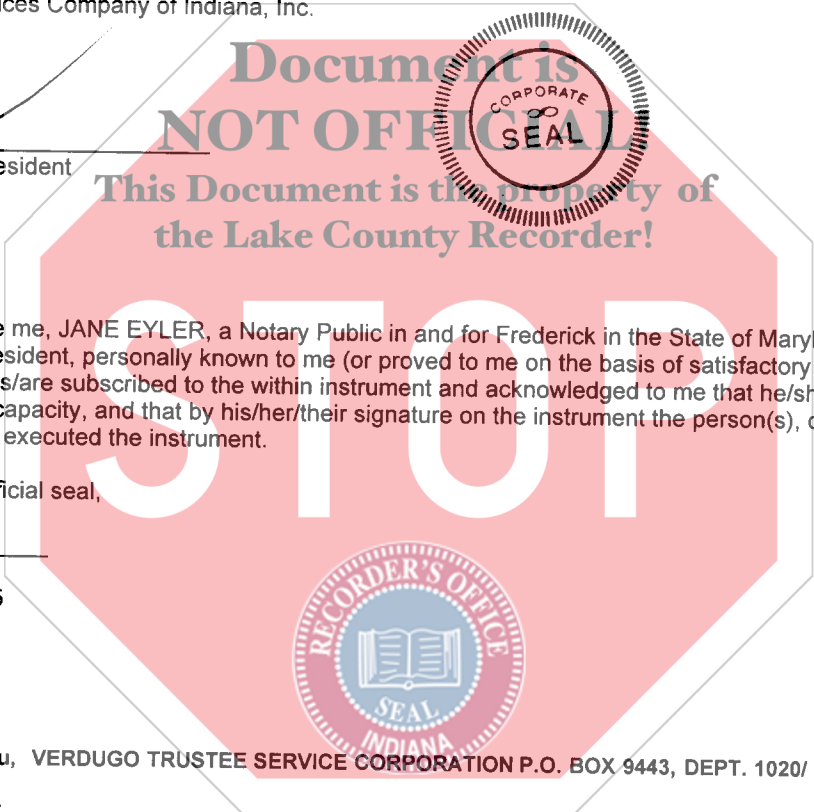 ces Company of Indiana, Inc.
Document is
NOT OFFICIAL
CORPORATE
SEAL
esident
This Document is the property of
the Lake County Recorder!
e me, JANE EYLER, a Notary Public in and for Frederick in the State of Maryl
esident, personally known to me (or proved to me on the basis of satisfactory
s/are subscribed to the within instrument and acknowledged to me that he/sh
capacity, and that by his/her/their signature on the instrument the person(s), o
executed the instrument.
STOP
ficial seal,
RECORDER'S OFFICE
SEAL
INDIANA
u, VERDUGO TRUSTEE SERVICE CORPORATION P.O. BOX 9443, DEPT. 1020/